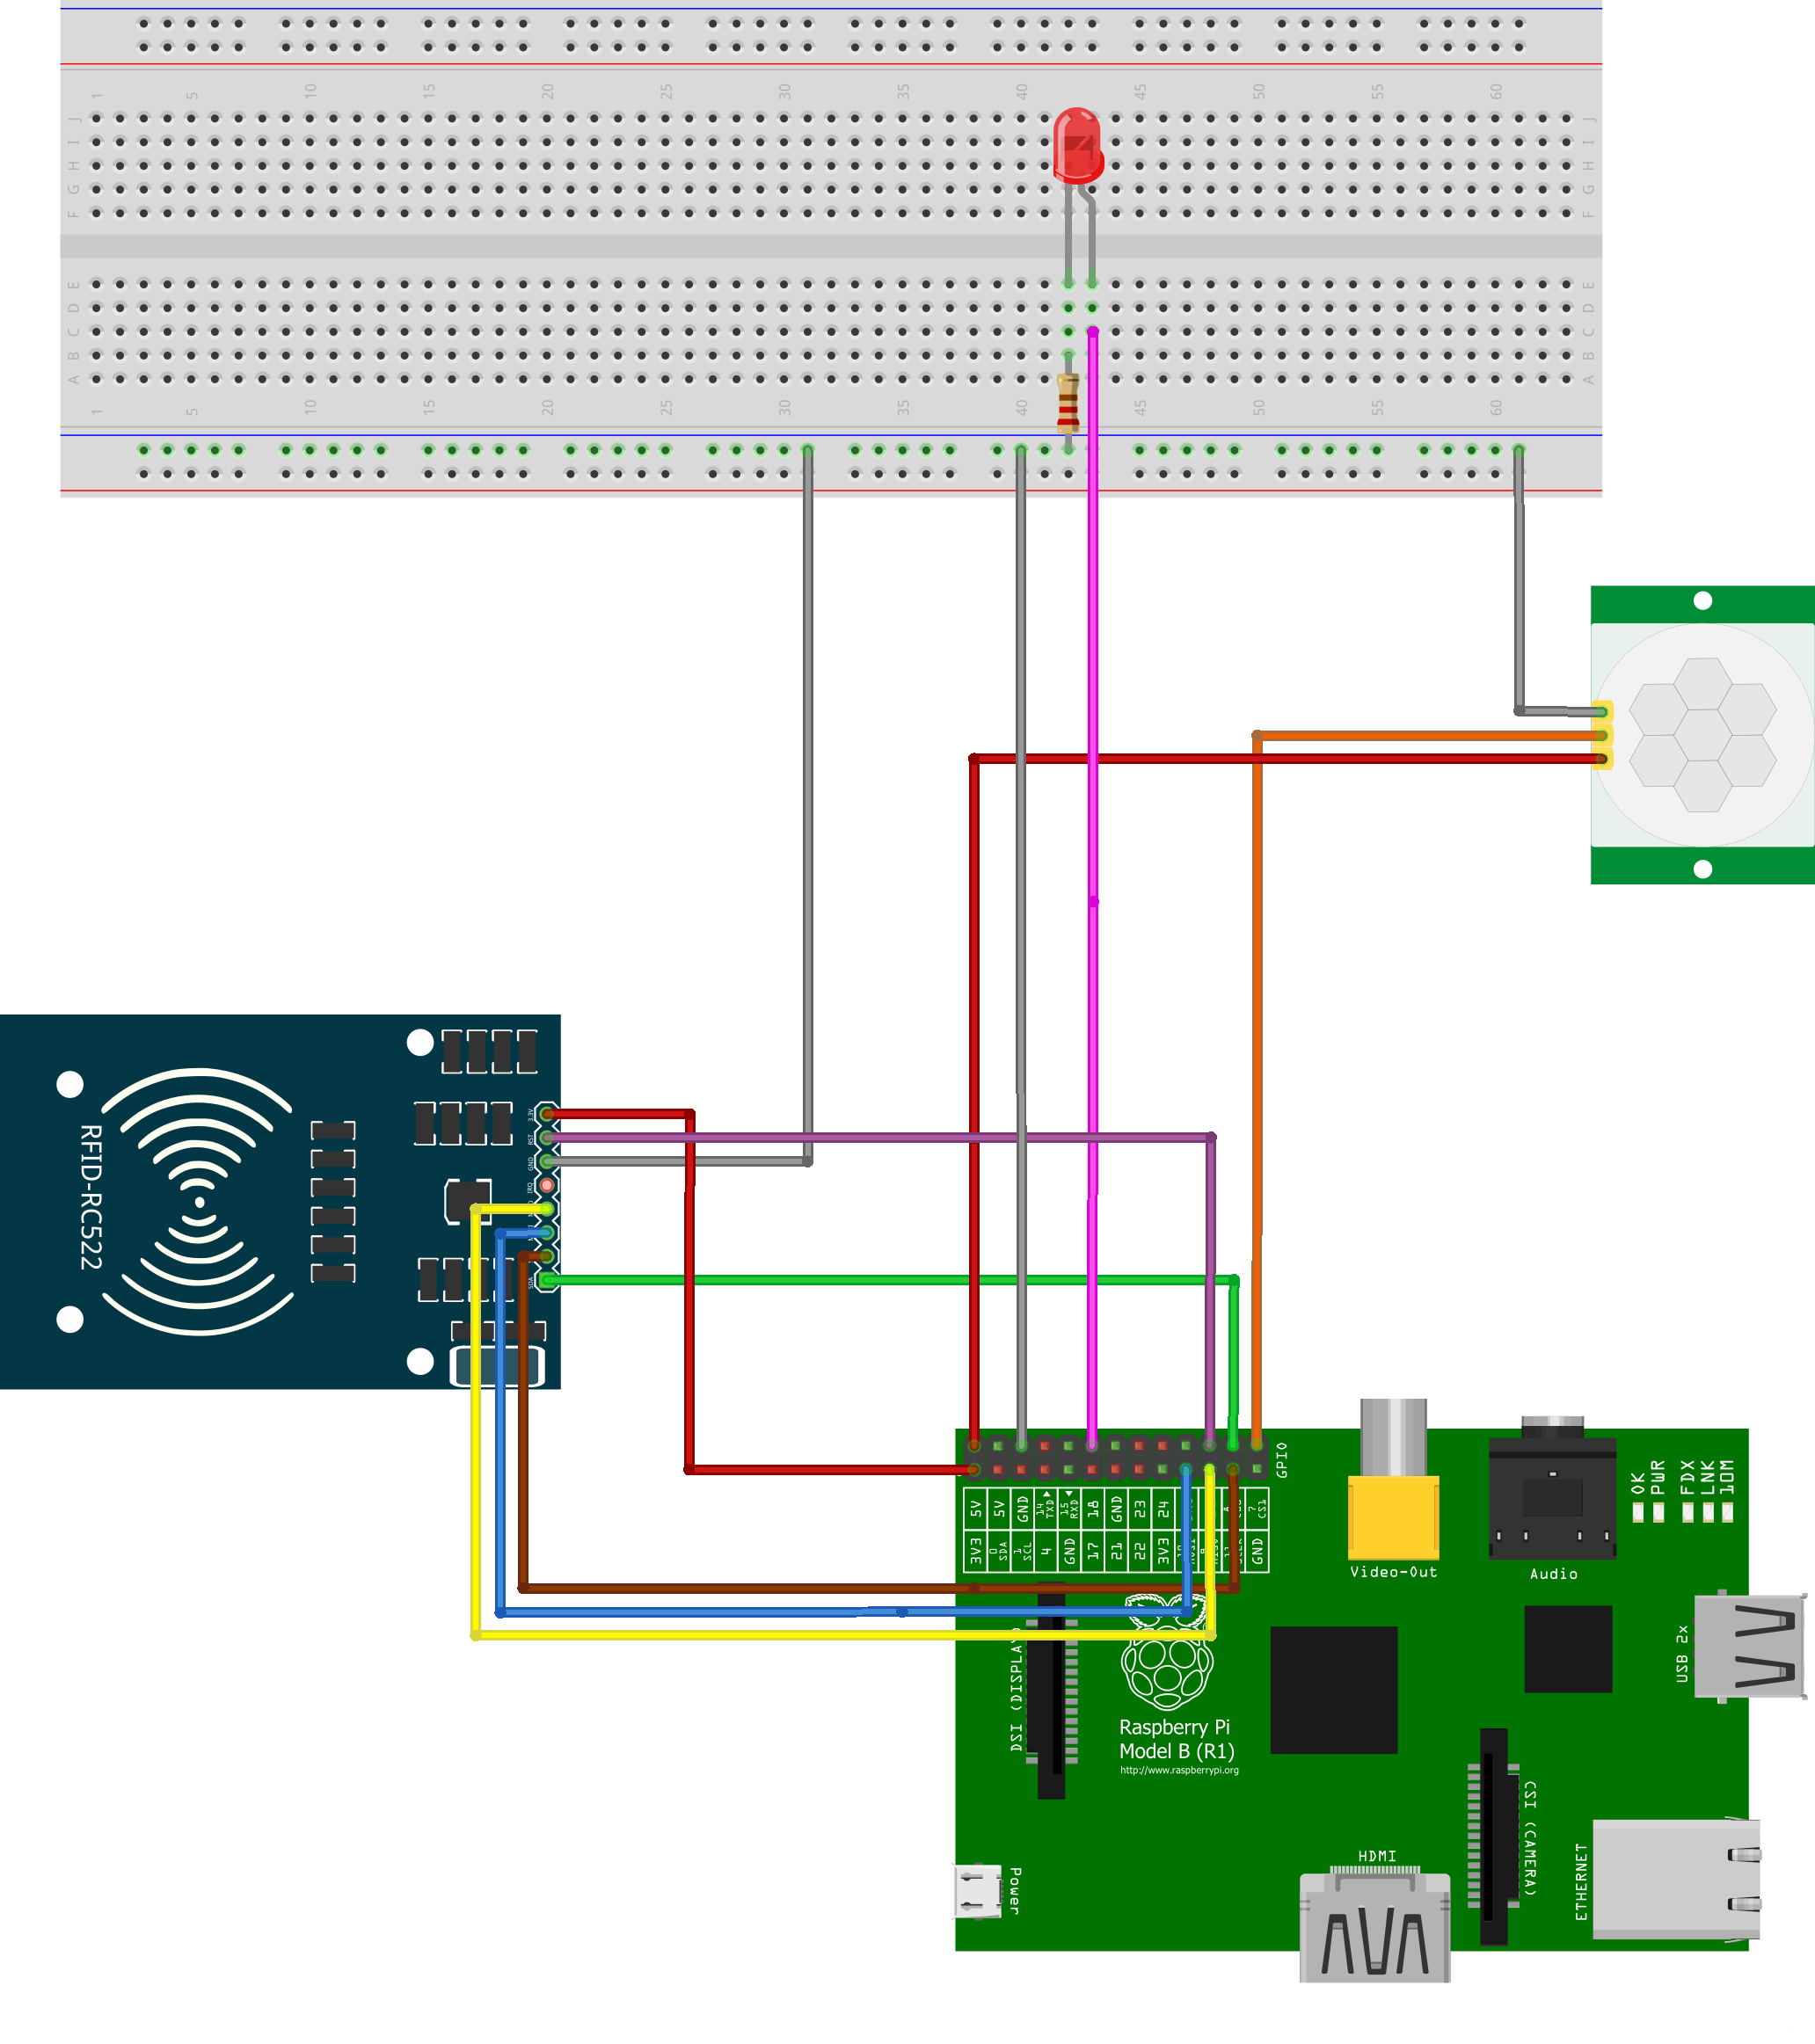 1 5 10 15 20 25 30 35 40 45 50 55 60
J J
I I
H H
G G
F F
E E
D D
C C
B B
A A
1 5 10 15 20 25 30 35 40 45 50 55 60
RFID-RC522
3.3V
RST
GND
IRQ
SDA
GPIO
5V 5V GND 14 TXD 15 RXD 18 GND 23 24 7 CS1
3V3 0 SDA 1 SCL 4 GND 17 21 22 3V3 GND
OK
PWR
FDX
LNK
10M
Video-Out
Audio
DSI (DISPLAY)
Raspberry Pi
Model B (R1)
http://www.raspberrypi.org
USB 2x
CSI (CAMERA)
ETHERNET
HDMI
Power